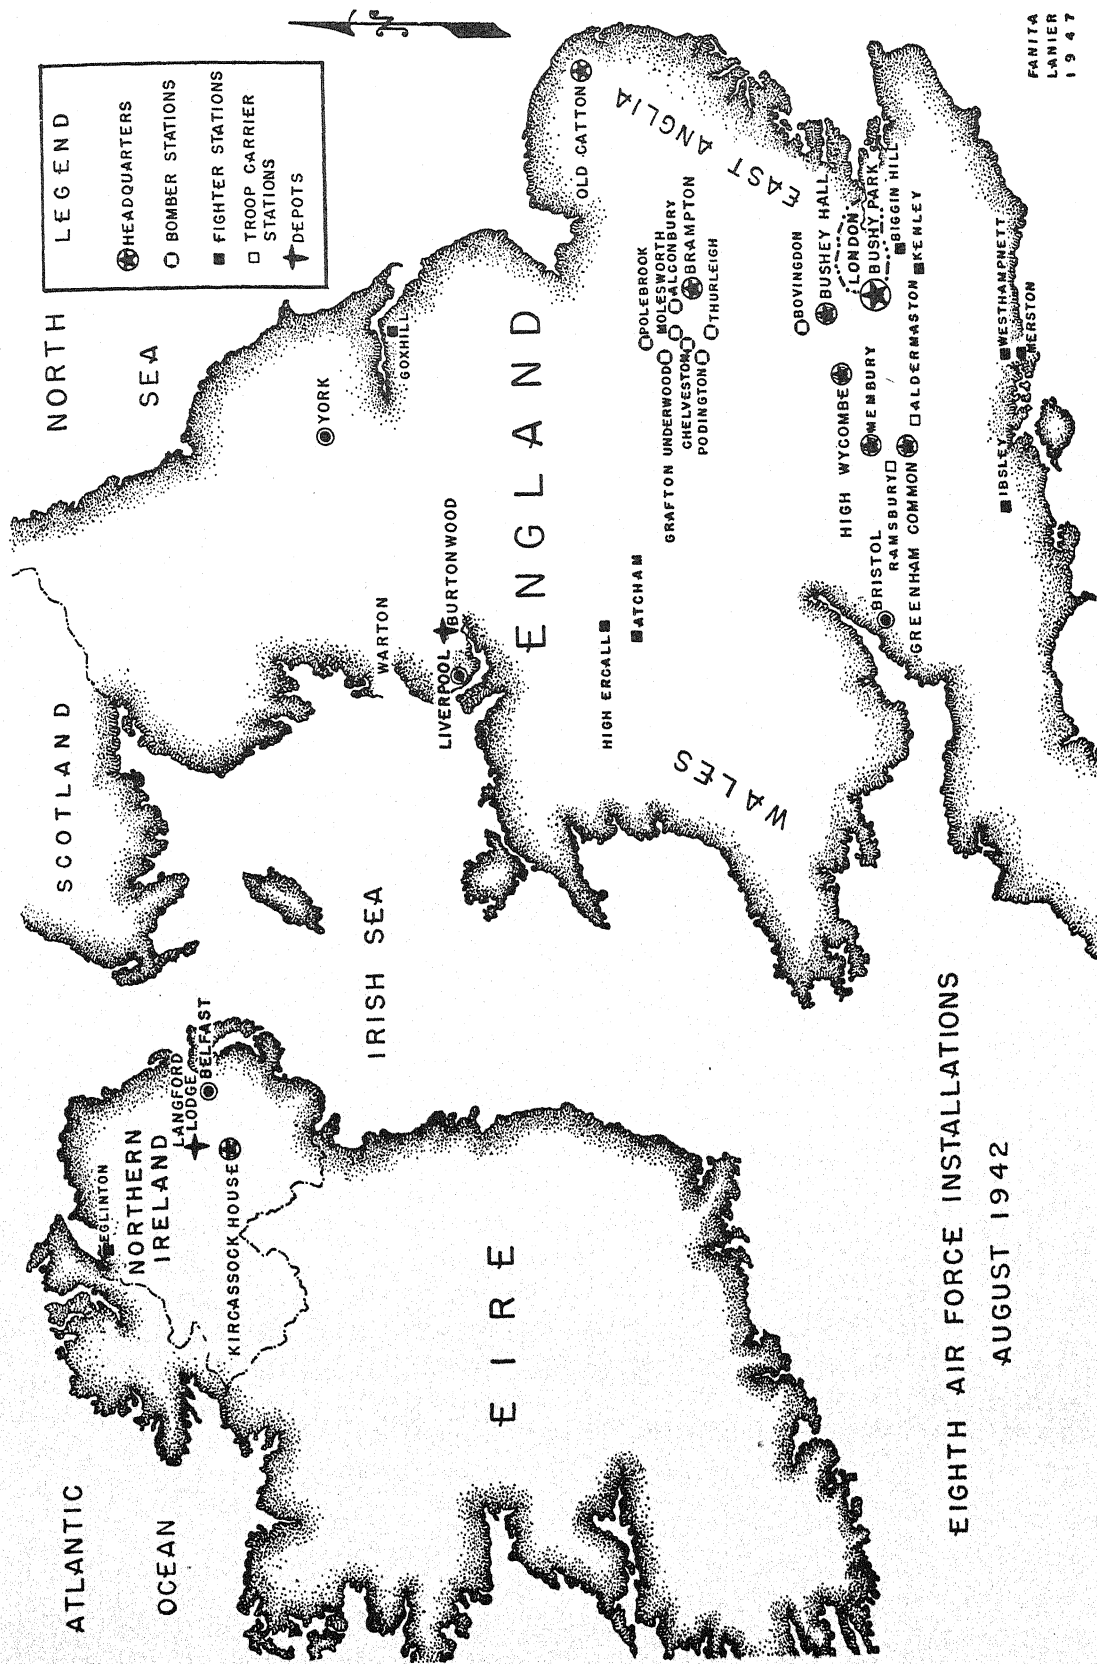 LEGEND
HEADQUARTERS
BOMBER STATIONS
FIGHTER STATIONS
TROOP CARRIER
STATIONS
DEPOTS
N
NORTH
SEA
SCOTLAND
ATLANTIC
OCEAN
EGLINTON
NORTHERN
IRELAND
LANGFORD
LODGE
BELFAST
KIRCASSOCK HOUSE
IRISH SEA
EIRE
YORK
GOXHILL
WARTON
LIVERPOOL
BURTONWOOD
ENGLAND
HIGH ERCALL
ATCHAM
WALES
OLD CATTON
EAST ANGLIA
POLEBROOK
MOLESWORTH
ALCONBURY
BRAMPTON
THURLEIGH
GRAFTON UNDERWOOD
CHELVESTON
PODINGTON
BOVINGDON
BUSHEY HALL
LONDON
BUSHY PARK
BIGGIN HILL
KENLEY
HIGH WYCOMBE
MEMBURY
ALDERMASTON
BRISTOL
RAMSBURY
GREENHAM COMMON
IBSLEY
WESTHAMPNETT
MERSTON
EIGHTH AIR FORCE INSTALLATIONS
AUGUST 1942
FANITA
LANIER
1947